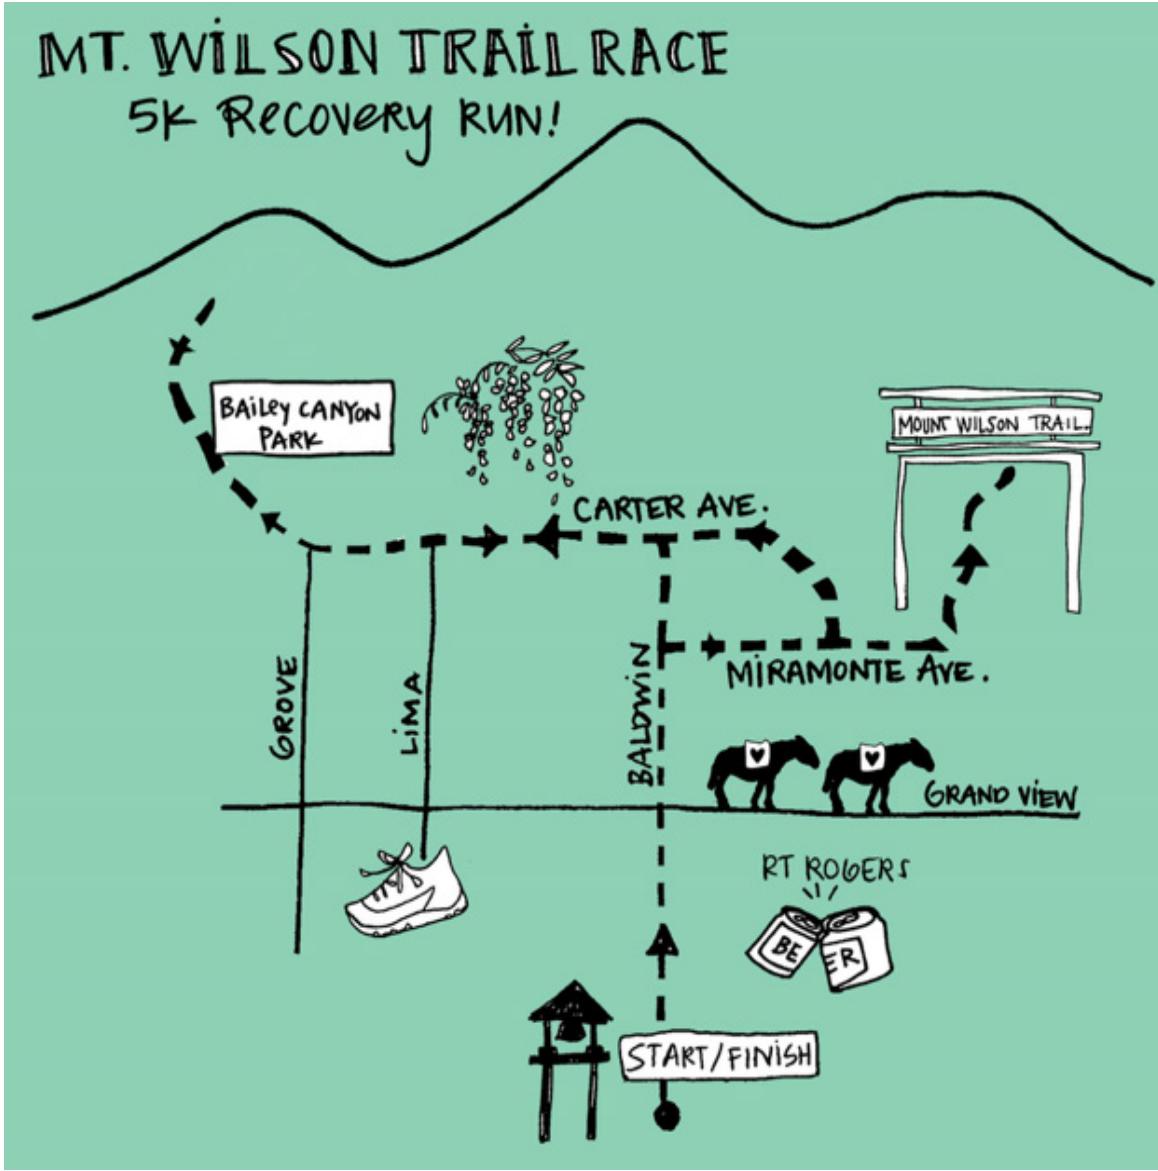 MT. WiLSON TRAiL RACE
5K RecoveRy RUN!
BAiLey CANYON
PARK
MOUNT WILSON TRAIL.
CARTER AVE.
GROVE
LiMA
BALDWiN
MiRAMONTE AVE.
GRAND ViEW
RT ROGERS
BE
ER
START/FiNiSH